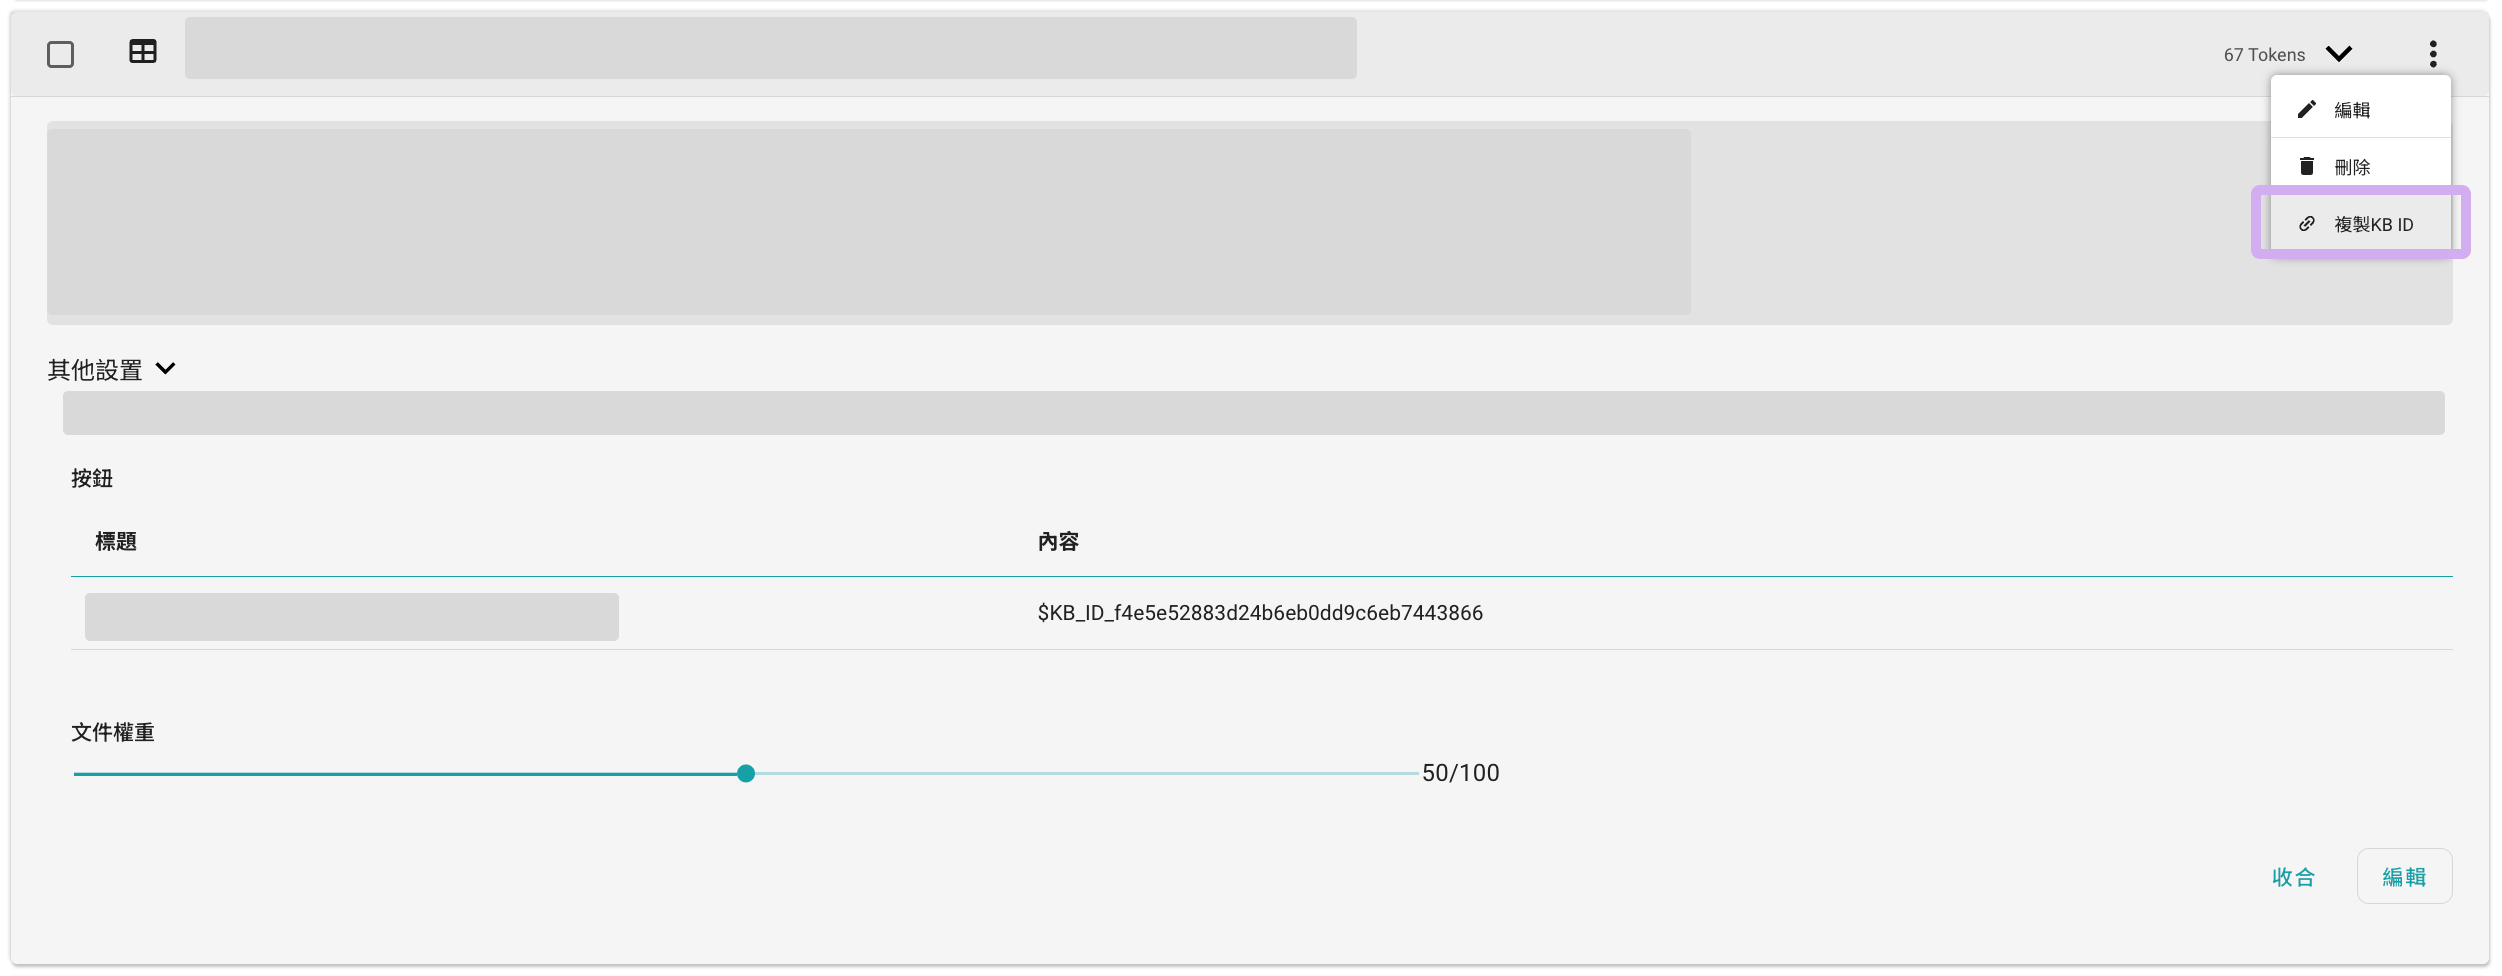 67 Tokens
編輯
刪除
複製KB ID
其他設置
按鈕
標題
內容
$KB_ID_f4e5e52883d24b6eb0dd9c6eb7443866
文件權重
50/100
收合
編輯